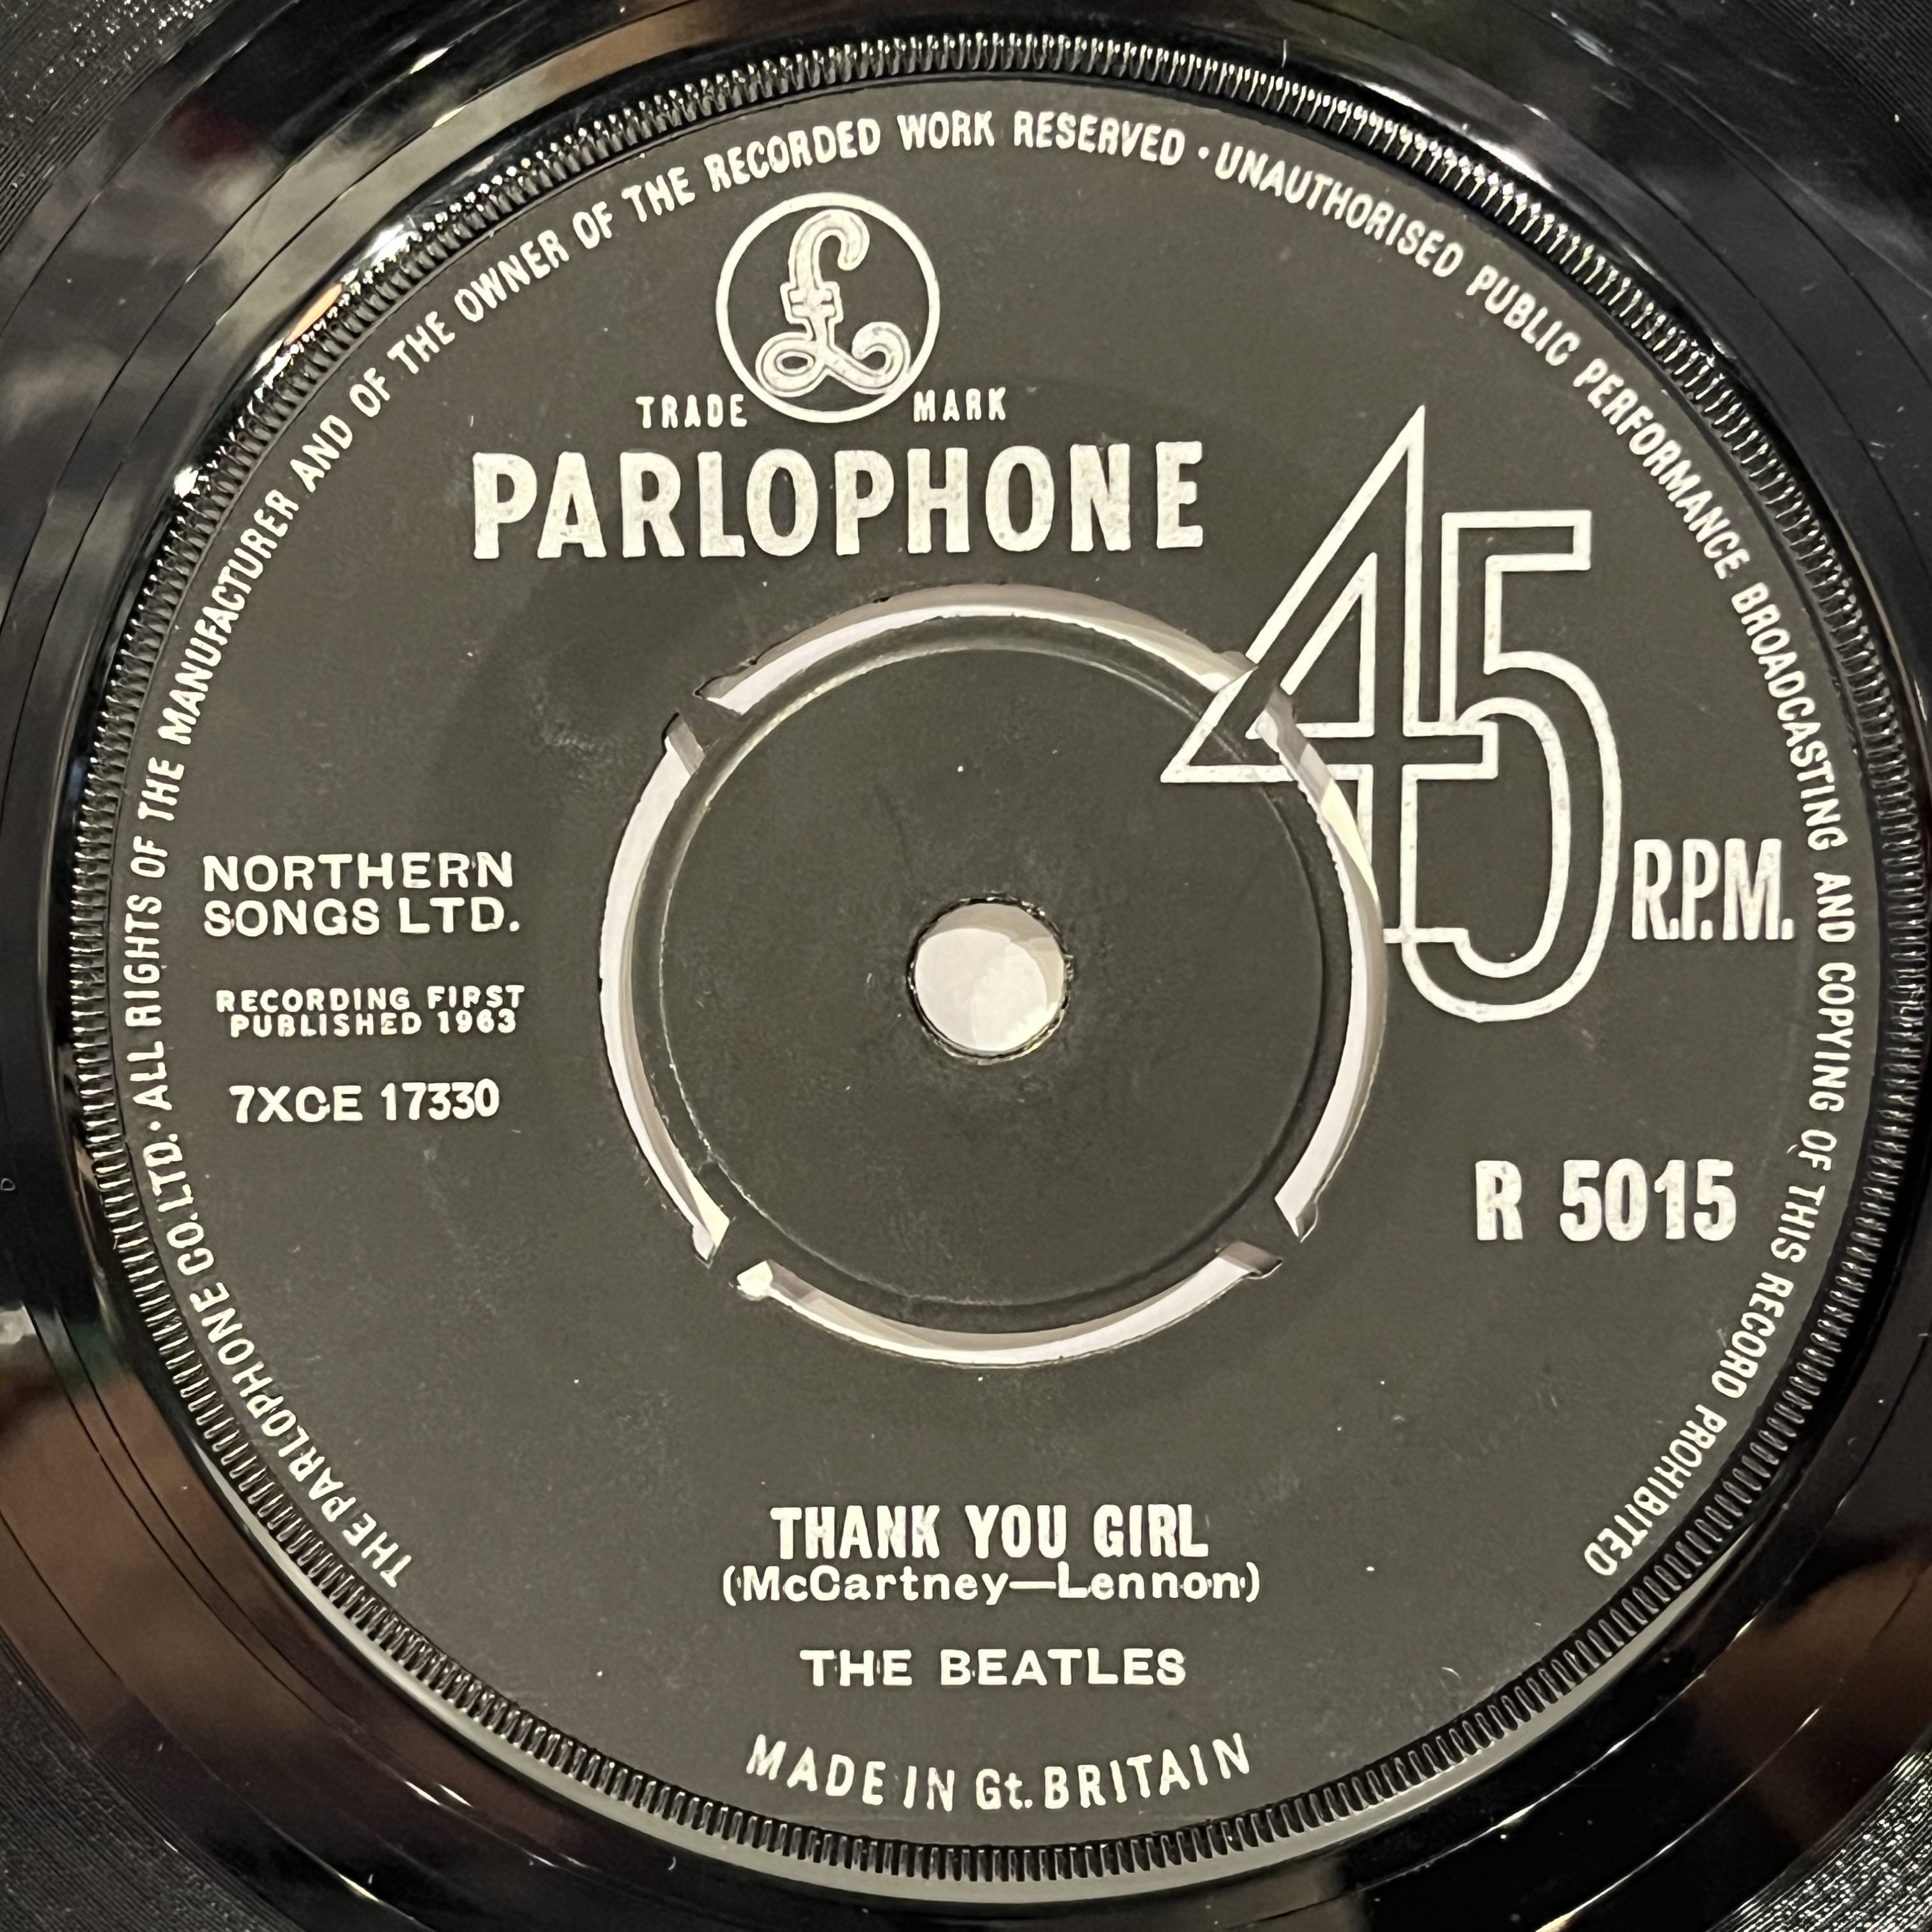 THE PARLOPHONE CO. LTD. · ALL RIGHTS OF THE MANUFACTURER AND OF THE OWNER OF THE RECORDED WORK RESERVED · UNAUTHORISED PUBLIC PERFORMANCE BROADCASTING AND COPYING OF THIS RECORD PROHIBITED
£
TRADE MARK
PARLOPHONE
45 R.P.M.
NORTHERN
SONGS LTD.
RECORDING FIRST
PUBLISHED 1963
7XCE 17330
R 5015
THANK YOU GIRL
(McCartney—Lennon)
THE BEATLES
MADE IN Gt. BRITAIN